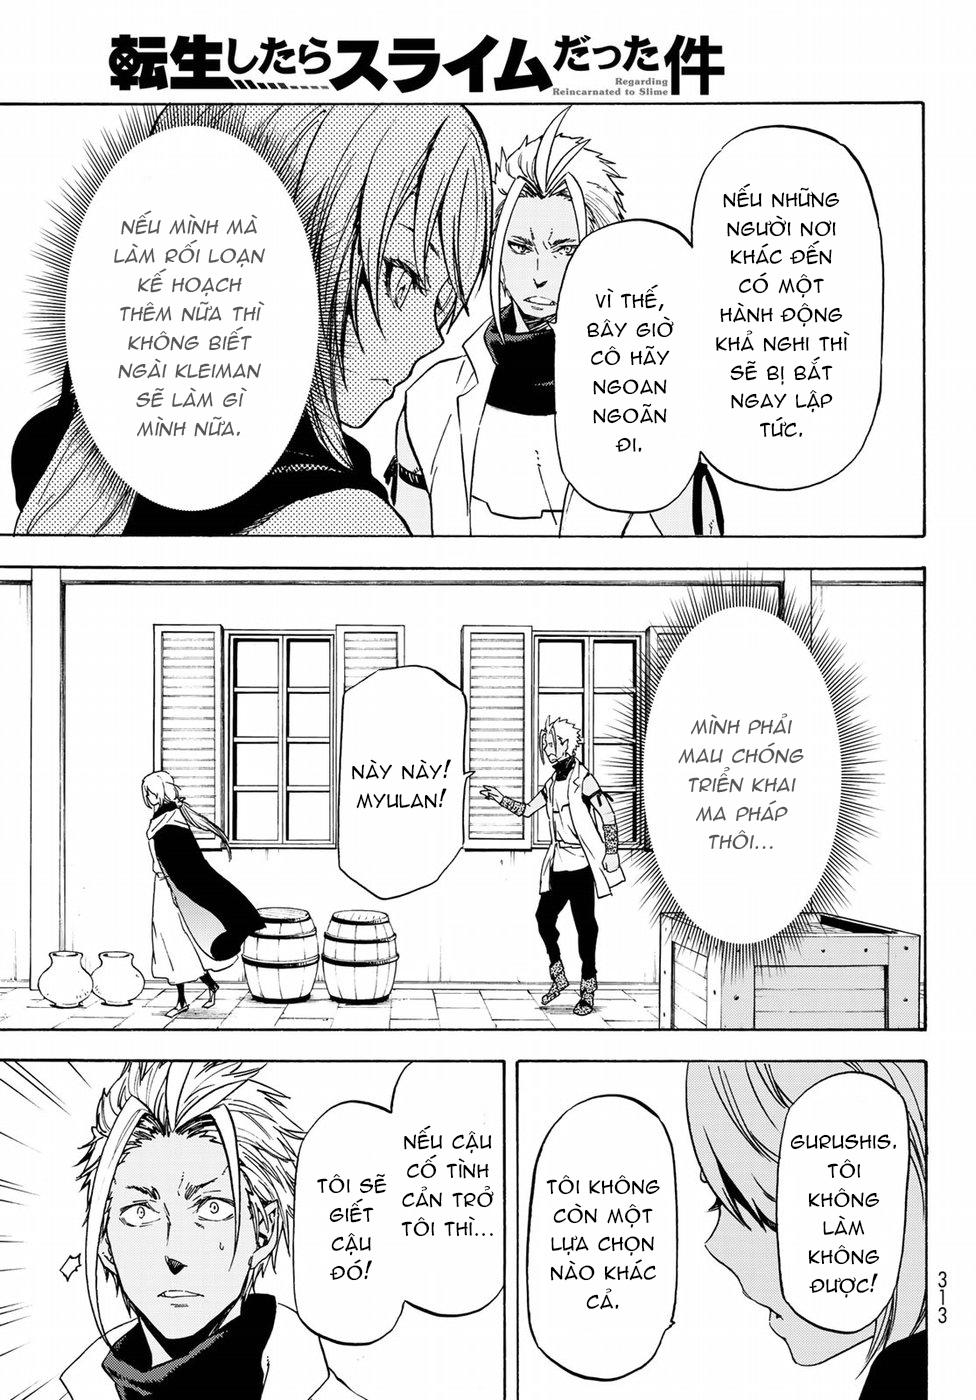 転生したらスライムだった件
Regarding
Reincarnated to Slime
NẾU NHỮNG
NGƯỜI NƠI
KHÁC ĐẾN
CÓ MỘT
HÀNH ĐỘNG
KHẢ NGHI THÌ
SẼ BỊ BẮT
NGAY LẬP
TỨC.
VÌ THẾ,
BÂY GIỜ
CÔ HÃY
NGOAN
NGOÃN
ĐI.
NẾU MÌNH MÀ
LÀM RỐI LOẠN
KẾ HOẠCH
THÊM NỮA THÌ
KHÔNG BIẾT
NGÀI KLEIMAN
SẼ LÀM GÌ
MÌNH NỮA.
MÌNH PHẢI
MAU CHÓNG
TRIỂN KHAI
MA PHÁP
THÔI...
NÀY NÀY!
MYULAN!
GURUSHIS.
TÔI
KHÔNG
LÀM
KHÔNG
ĐƯỢC!
TÔI KHÔNG
CÒN MỘT
LỰA CHỌN
NÀO KHÁC
CẢ.
NẾU CẬU
CỐ TÌNH
CẢN TRỞ
TÔI THÌ...
TÔI SẼ
GIẾT
CẬU
ĐÓ!
313